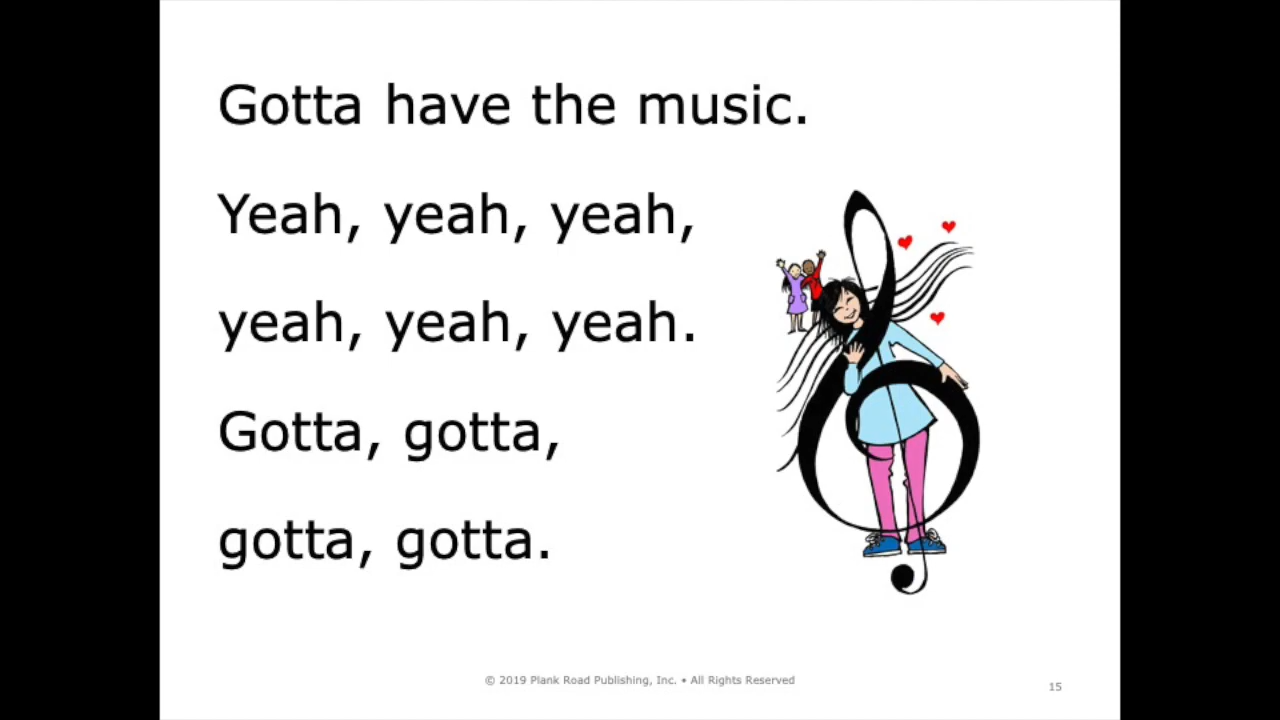 Gotta have the music.
Yeah, yeah, yeah,
yeah, yeah, yeah.
Gotta, gotta,
gotta, gotta.
© 2019 Plank Road Publishing, Inc. • All Rights Reserved
15